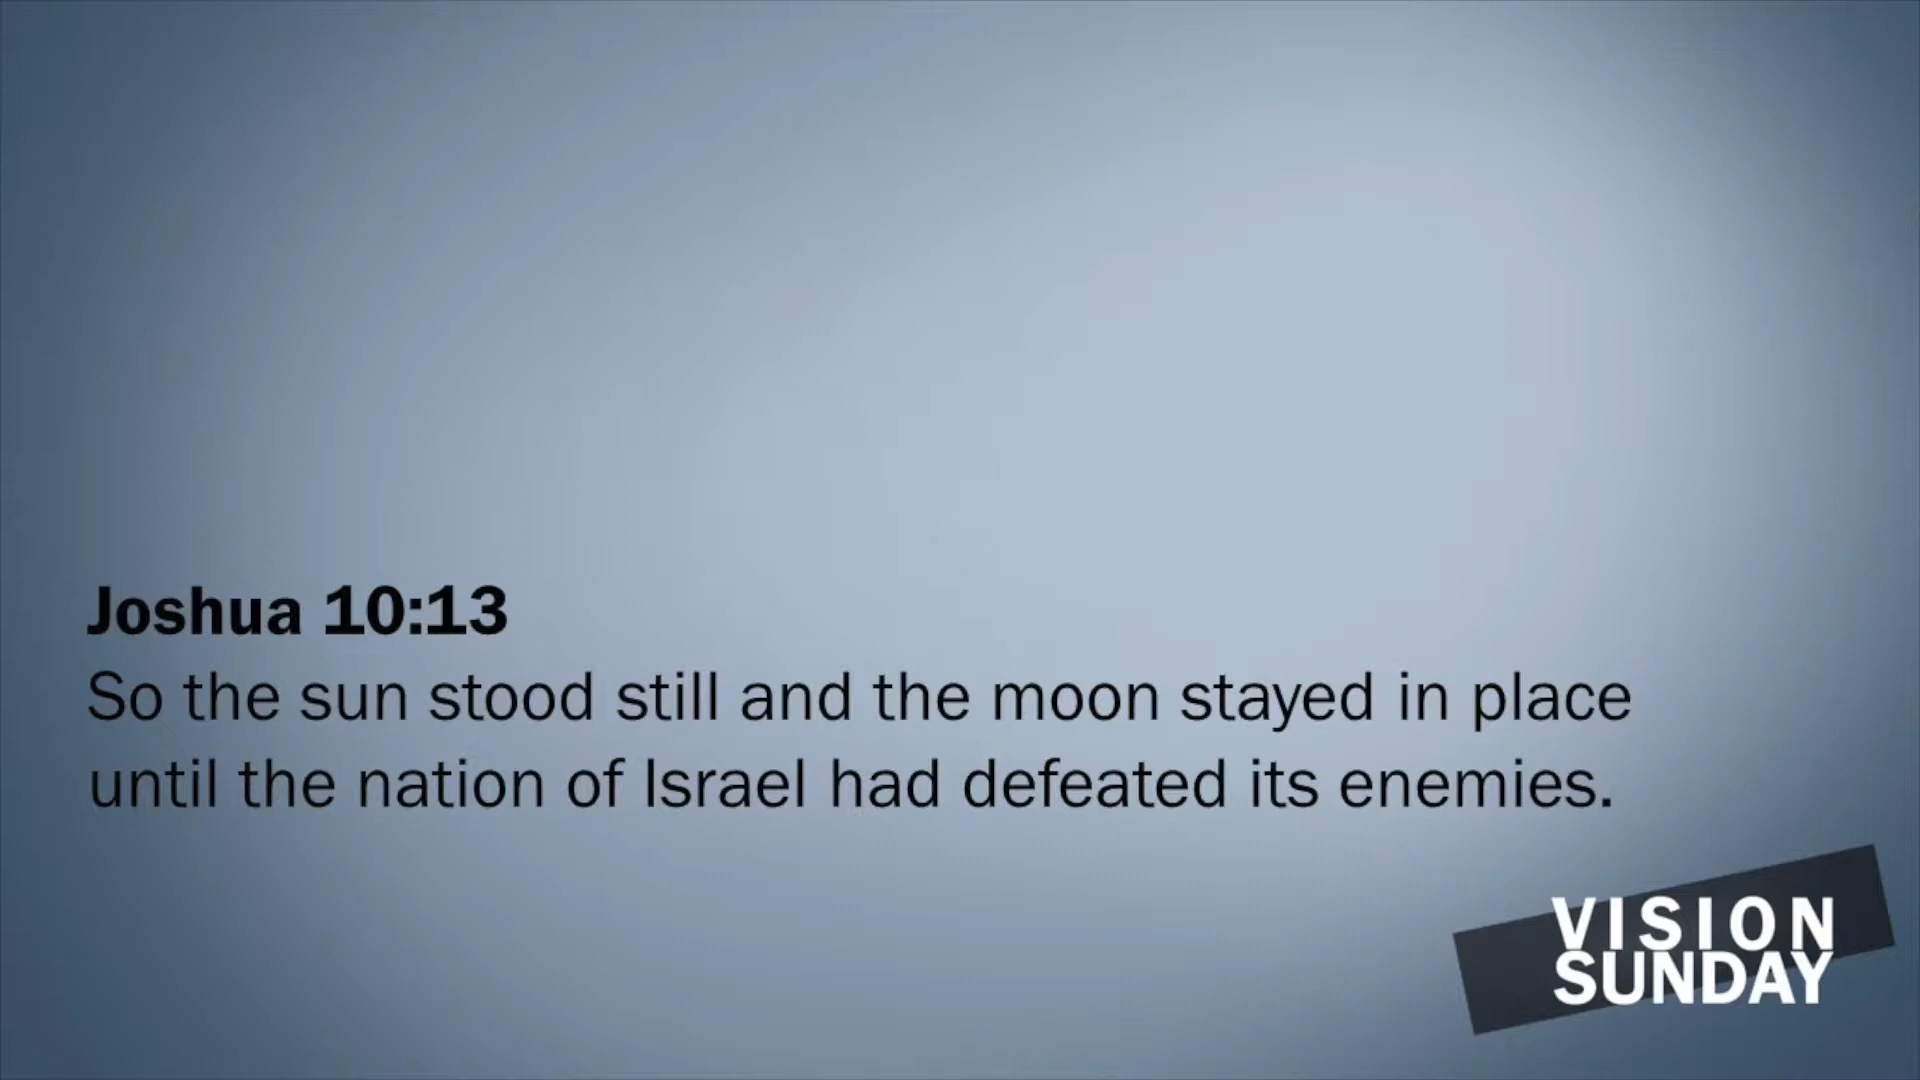 Joshua 10:13
So the sun stood still and the moon stayed in place
until the nation of Israel had defeated its enemies.
VISION
SUNDAY